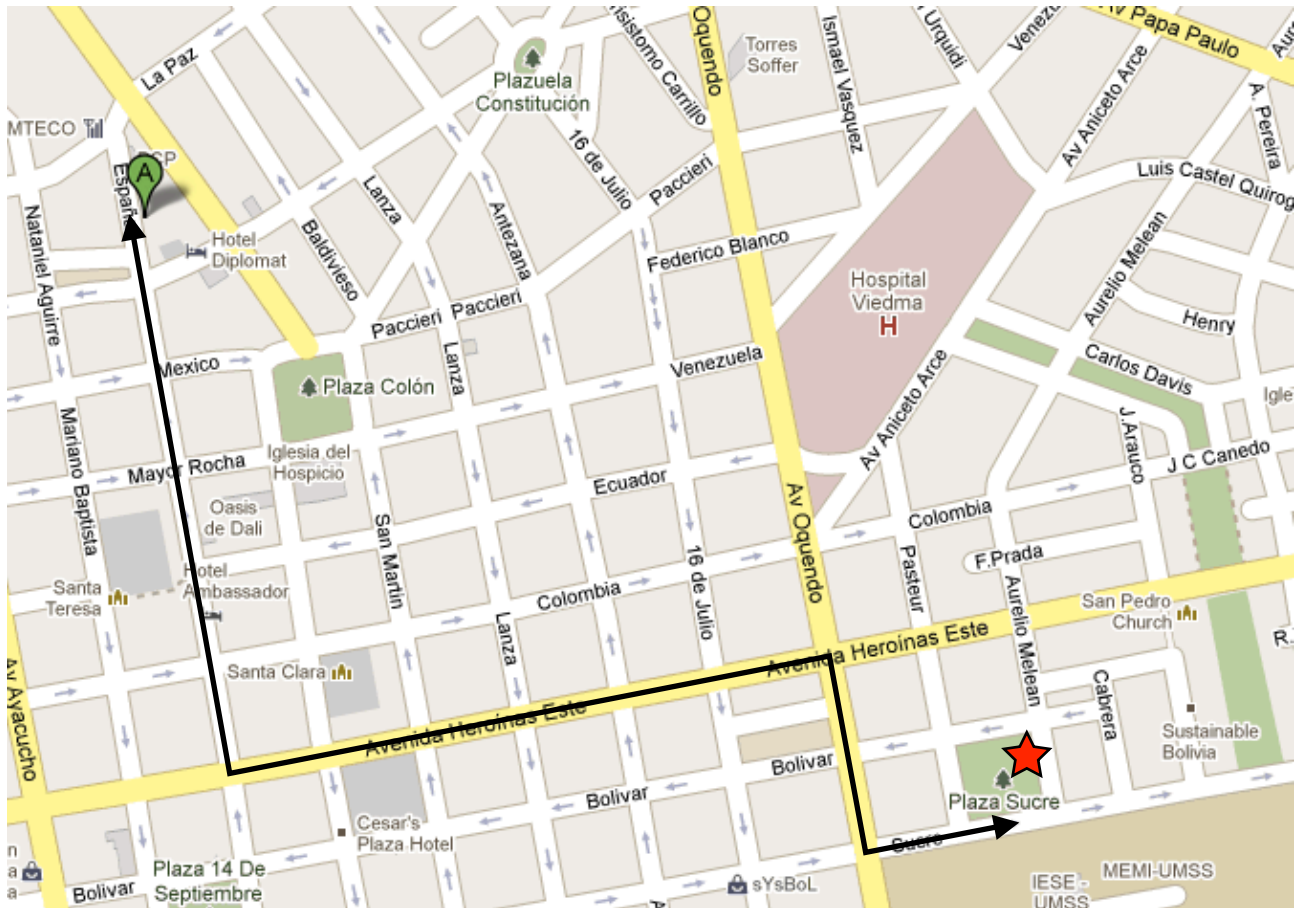 Av Papa Paulo
Venezu
Urquidi
Ismael Vasquez
Oquendo
Torres
Soffer
Plazuela
Constitución
La Paz
MTECO
España
A
16 de Julio
Paccieri
Lanza
Antezana
Baldivieso
Hotel
Diplomat
Nataniel Aguirre
Federico Blanco
Hospital
Viedma
H
Av Aniceto Arce
A. Pereira
Luis Castel Quirog
Aurelio Melean
Henry
Carlos Davis
Igle
Paccieri
Paccieri
Mexico
Plaza Colón
Lanza
Venezuela
Av Aniceto Arce
J.Arauco
J C Canedo
Mariano Baptista
Mayor Rocha
Iglesia del
Hospicio
Ecuador
Oasis
de Dali
San Martin
Av Oquendo
Colombia
F.Prada
Pasteur
Aurelio Melean
Hotel
Ambassador
Santa
Teresa
Colombia
16 de Julio
Lanza
San Pedro
Church
R.
Santa Clara
Avenida Heroínas Este
Avenida Heroínas Este
Av Ayacucho
Cabrera
Sustainable
Bolivia
Bolivar
Plaza Sucre
Bolivar
Cesar's
Plaza Hotel
Sucre
Plaza 14 De
Septiembre
Bolivar
sYsBoL
IESE -
UMSS
MEMI-UMSS